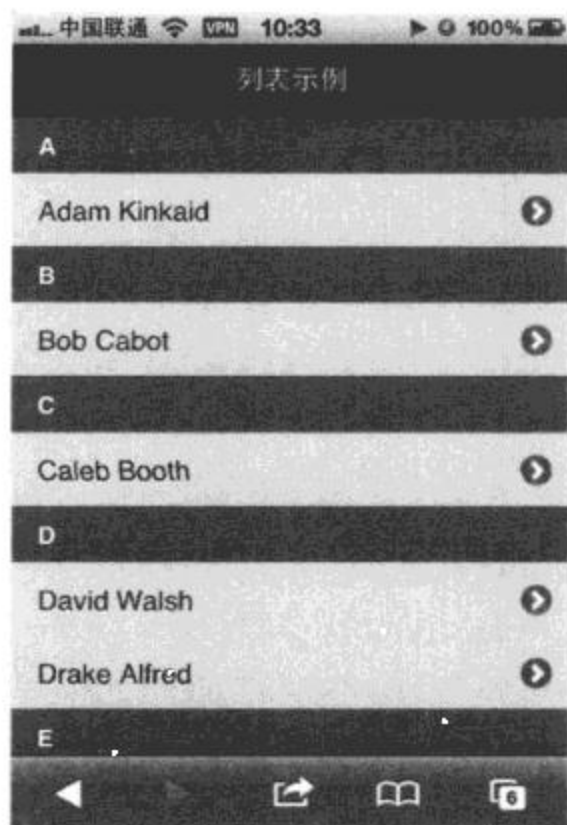 中国联通 VPN 10:33 100%
列表示例
A
Adam Kinkaid
B
Bob Cabot
C
Caleb Booth
D
David Walsh
Drake Alfred
E
6